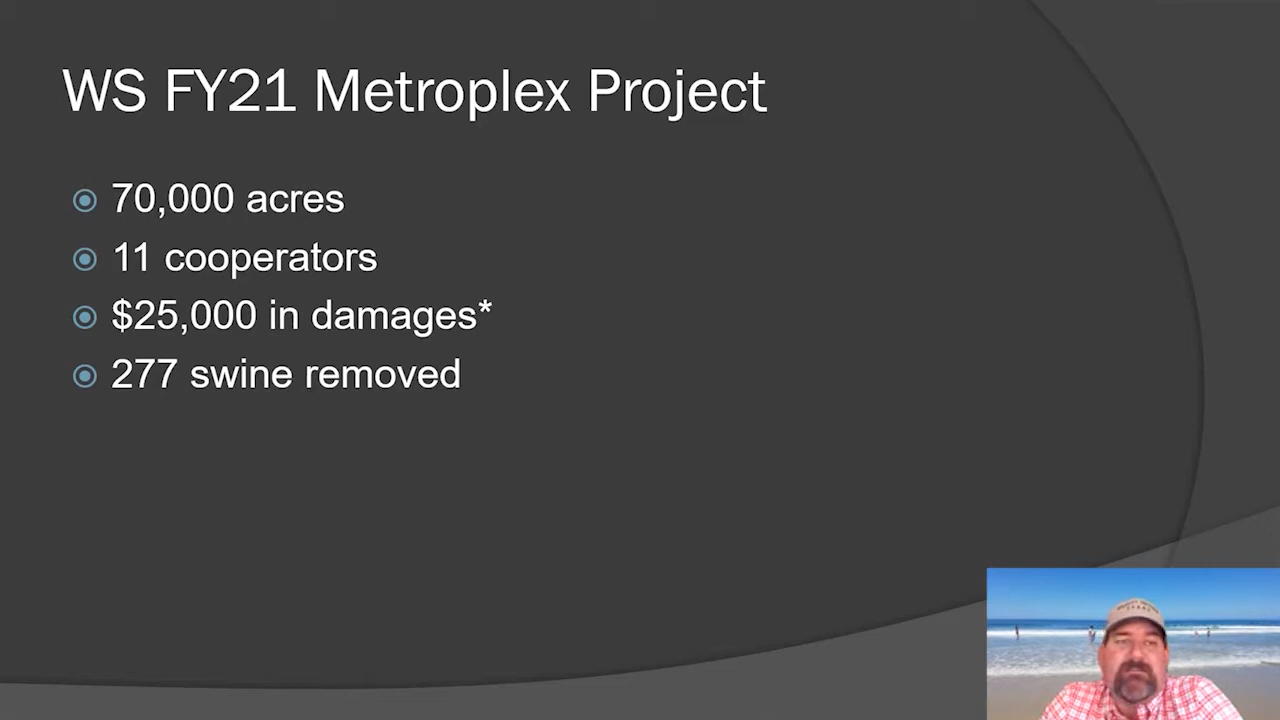 WS FY21 Metroplex Project
70,000 acres
11 cooperators
$25,000 in damages*
277 swine removed